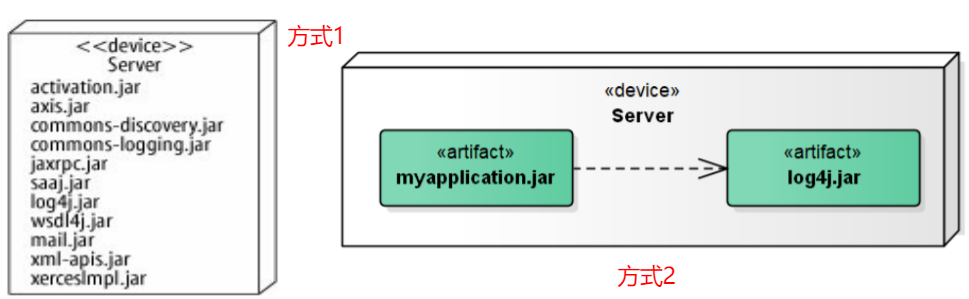 <<device>>
Server
activation.jar
axis.jar
commons-discovery.jar
commons-logging.jar
jaxrpc.jar
saaj.jar
log4j.jar
wsdl4j.jar
mail.jar
xml-apis.jar
xercesImpl.jar
方式1
«device»
Server
«artifact»
myapplication.jar
«artifact»
log4j.jar
方式2